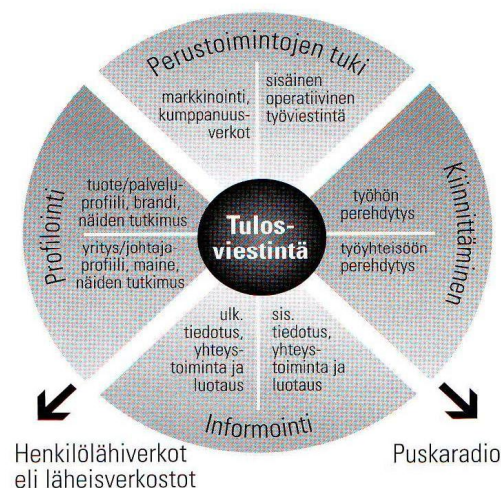 Perustoimintojen tuki
markkinointi,
kumppanuus-
verkot
sisäinen
operatiivinen
työviestintä
Profilointi
tuote/palvelu-
profiili, brandi,
näiden tutkimus
yritys/johtaja-
profiili, maine,
näiden tutkimus
Tulos-
viestintä
Kiinnittäminen
työhön
perehdytys
työyhteisöön
perehdytys
ulk.
tiedotus,
yhteys-
toiminta ja
luotaus
sis.
tiedotus,
yhteys-
toiminta ja
luotaus
Informointi
Henkilölähiverkot
eli läheisverkostot
Puskaradio